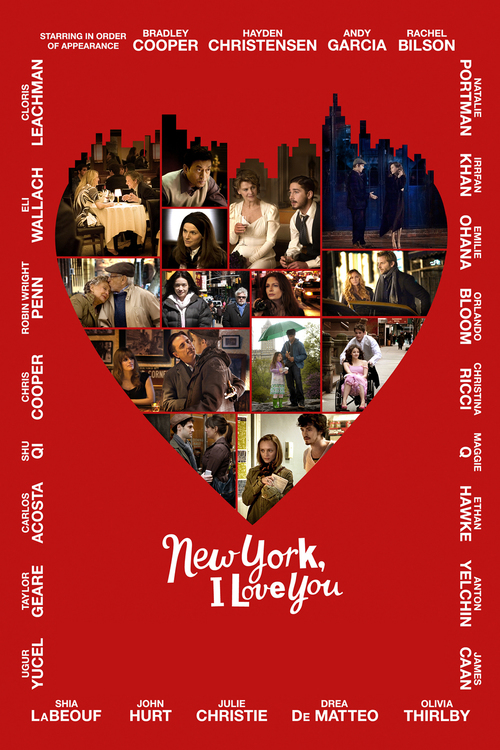 STARRING IN ORDER
OF APPEARANCE
BRADLEY
COOPER
HAYDEN
CHRISTENSEN
ANDY
GARCIA
RACHEL
BILSON
NATALIE
PORTMAN
IRRFAN
KHAN
EMILIE
OHANA
ORLANDO
BLOOM
CHRISTINA
RICCI
MAGGIE
Q
ETHAN
HAWKE
ANTON
YELCHIN
JAMES
CAAN
OLIVIA
THIRLBY
DREA
DE MATTEO
JULIE
CHRISTIE
JOHN
HURT
SHIA
LABEOUF
UGUR
YUCEL
TAYLOR
GEARE
CARLOS
ACOSTA
SHU
QI
CHRIS
COOPER
ROBIN WRIGHT
PENN
ELI
WALLACH
CLORIS
LEACHMAN
New York,
I Love You